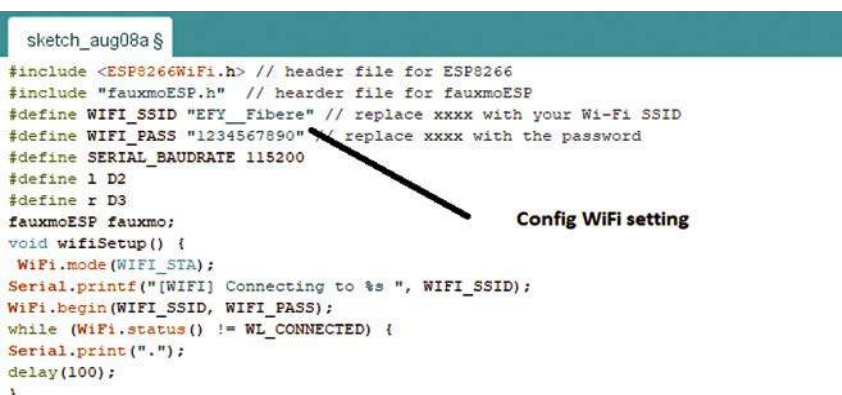 sketch_aug08a §
#include <ESP8266WiFi.h> // header file for ESP8266
#include "fauxmoESP.h" // hearder file for fauxmoESP
#define WIFI_SSID "EFY__Fibere" // replace xxxx with your Wi-Fi SSID
#define WIFI_PASS "1234567890" // replace xxxx with the password
#define SERIAL_BAUDRATE 115200
#define l D2
#define r D3
fauxmoESP fauxmo;
Config WiFi setting
void wifiSetup() {
WiFi.mode(WIFI_STA);
Serial.printf("[WIFI] Connecting to %s ", WIFI_SSID);
WiFi.begin(WIFI_SSID, WIFI_PASS);
while (WiFi.status() != WL_CONNECTED) {
Serial.print(".");
delay(100);
}